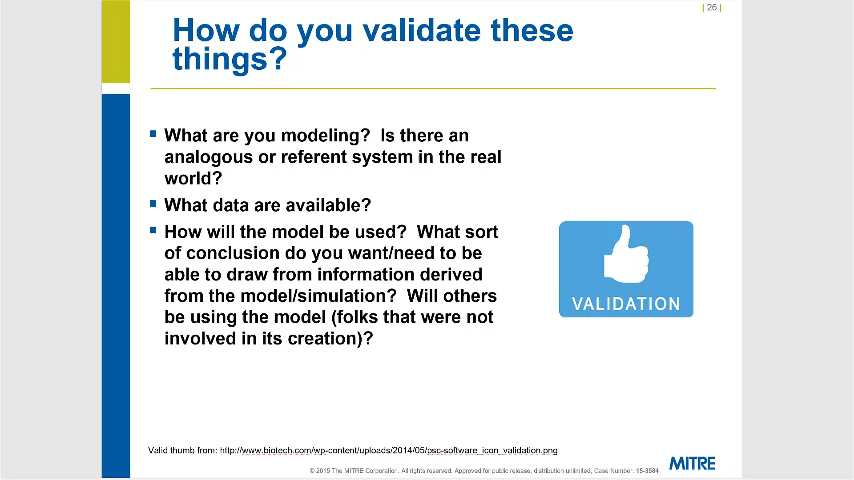 | 26 |
How do you validate these
things?
What are you modeling? Is there an
analogous or referent system in the real
world?
What data are available?
How will the model be used? What sort
of conclusion do you want/need to be
able to draw from information derived
from the model/simulation? Will others
be using the model (folks that were not
involved in its creation)?
VALIDATION
Valid thumb from: http://www.biotech.com/wp-content/uploads/2014/05/psc-software_icon_validation.png
© 2015 The MITRE Corporation. All rights reserved. Approved for public release, distribution unlimited, Case Number: 15-3584
MITRE